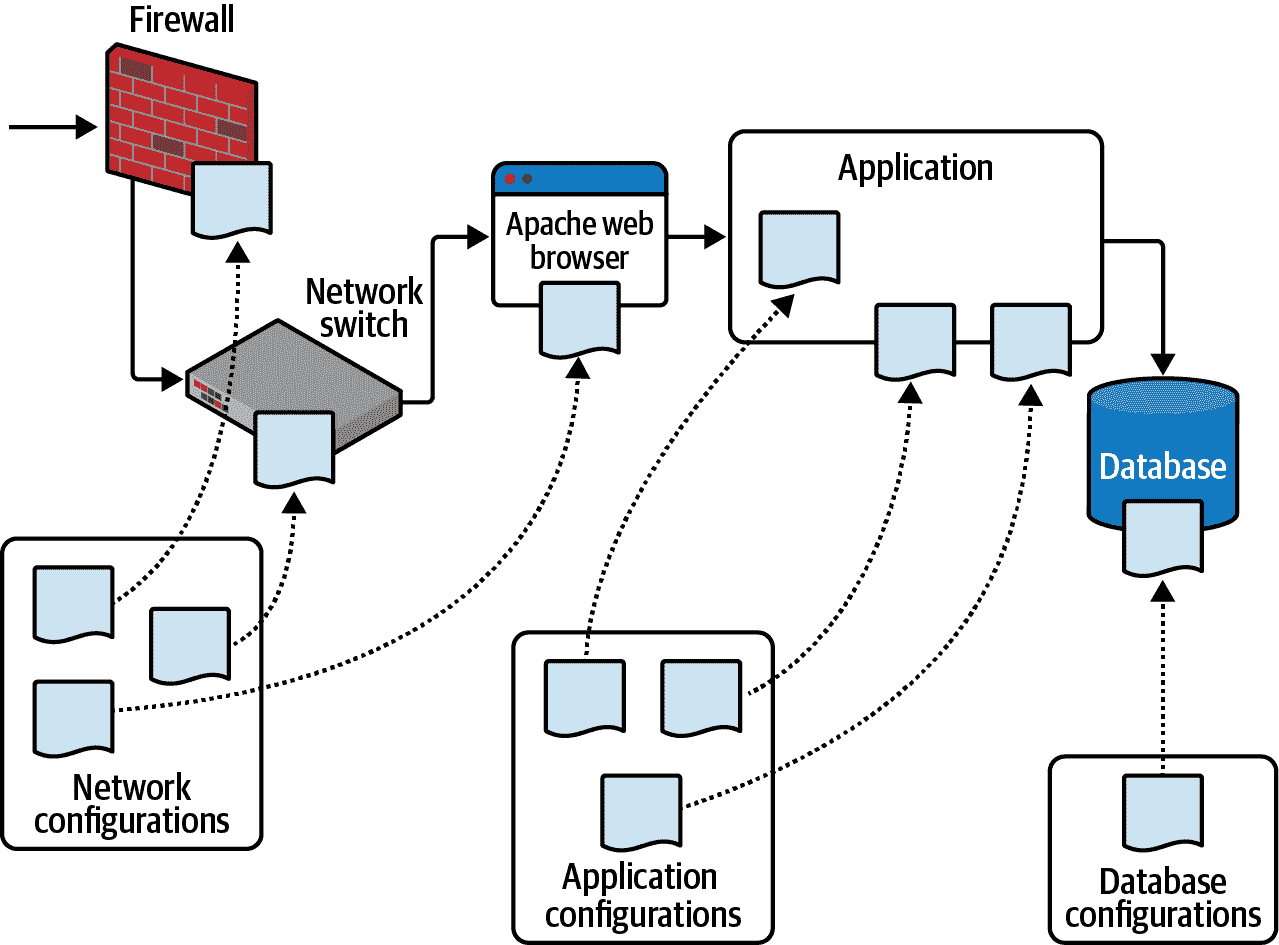 Firewall
Network
switch
Apache web
browser
Application
Database
Network
configurations
Application
configurations
Database
configurations